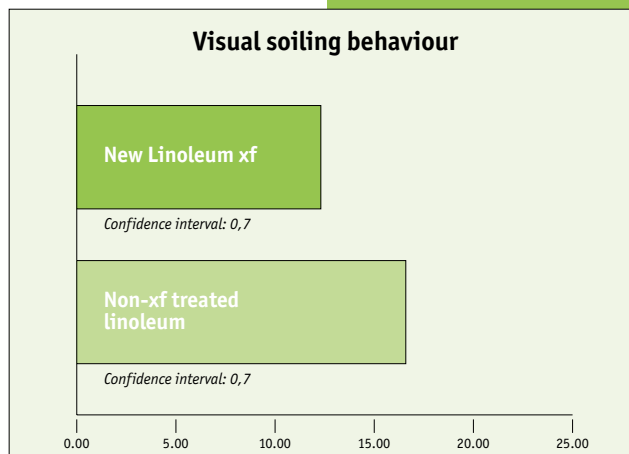 Visual soiling behaviour
New Linoleum xf
Confidence interval: 0,7
Non-xf treated
linoleum
Confidence interval: 0,7
0.00 5.00 10.00 15.00 20.00 25.00